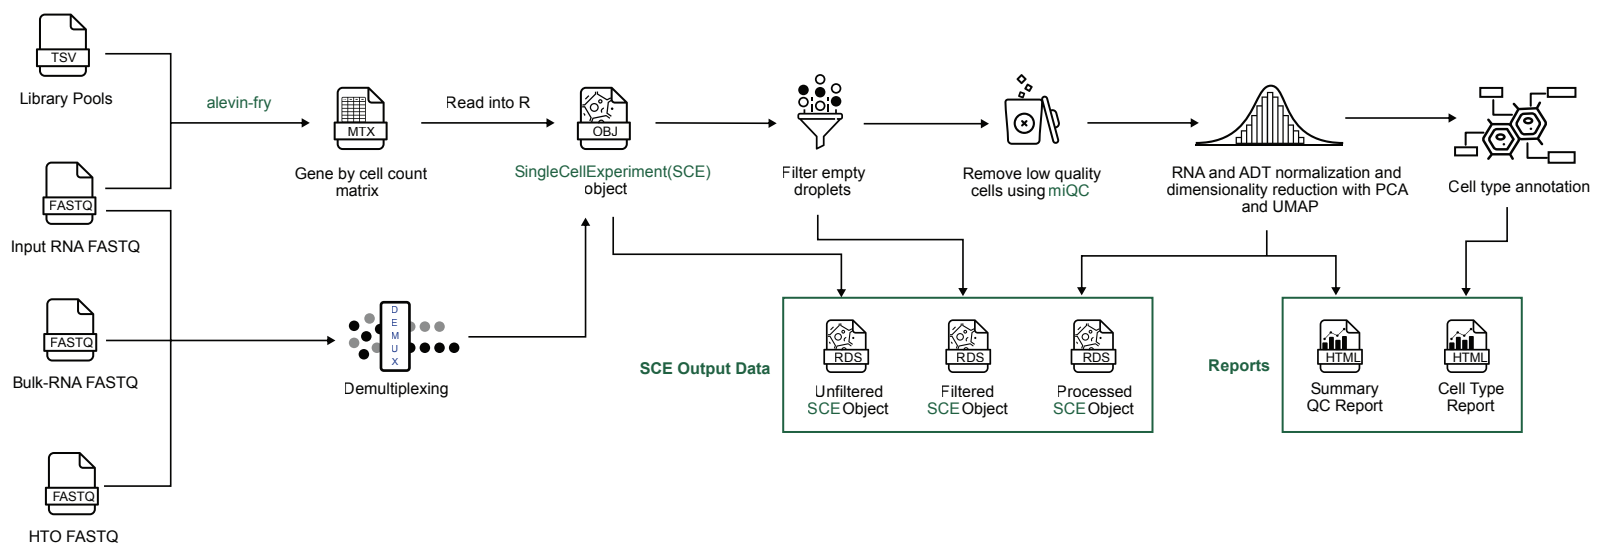 TSV
Library Pools
alevin-fry
MTX
Gene by cell count
matrix
Read into R
OBJ
SingleCellExperiment(SCE)
object
Filter empty
droplets
Remove low quality
cells using miQC
RNA and ADT normalization and
dimensionality reduction with PCA
and UMAP
Cell type annotation
FASTQ
Input RNA FASTQ
FASTQ
Bulk-RNA FASTQ
DEMUX
Demultiplexing
FASTQ
HTO FASTQ
SCE Output Data
RDS
Unfiltered
SCE Object
RDS
Filtered
SCE Object
RDS
Processed
SCE Object
Reports
HTML
Summary
QC Report
HTML
Cell Type
Report